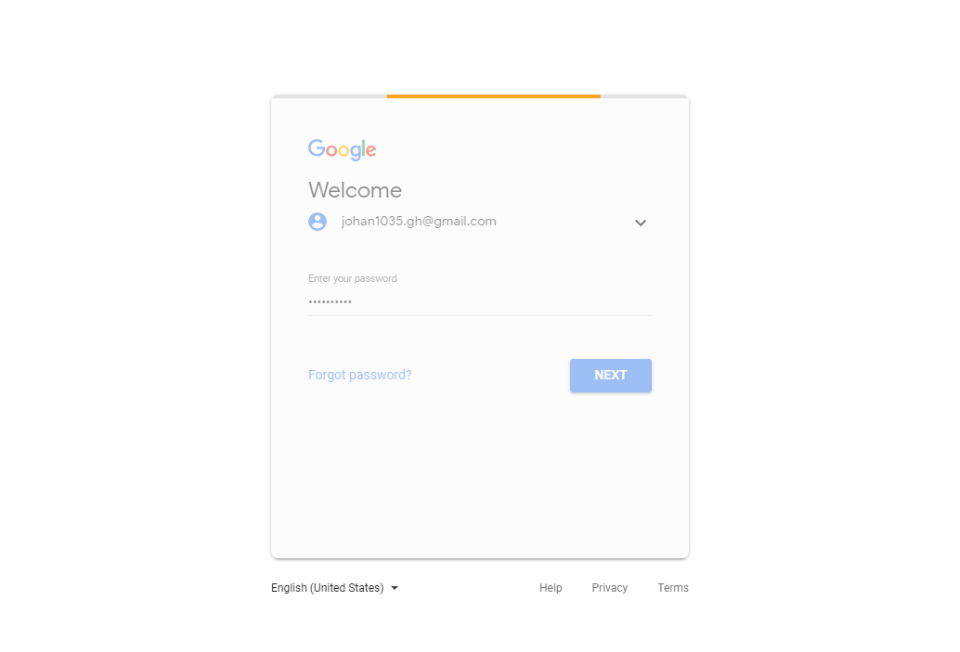 Google
Welcome
johan1035.gh@gmail.com
Enter your password
••••••••••
Forgot password? NEXT
English (United States) Help Privacy Terms